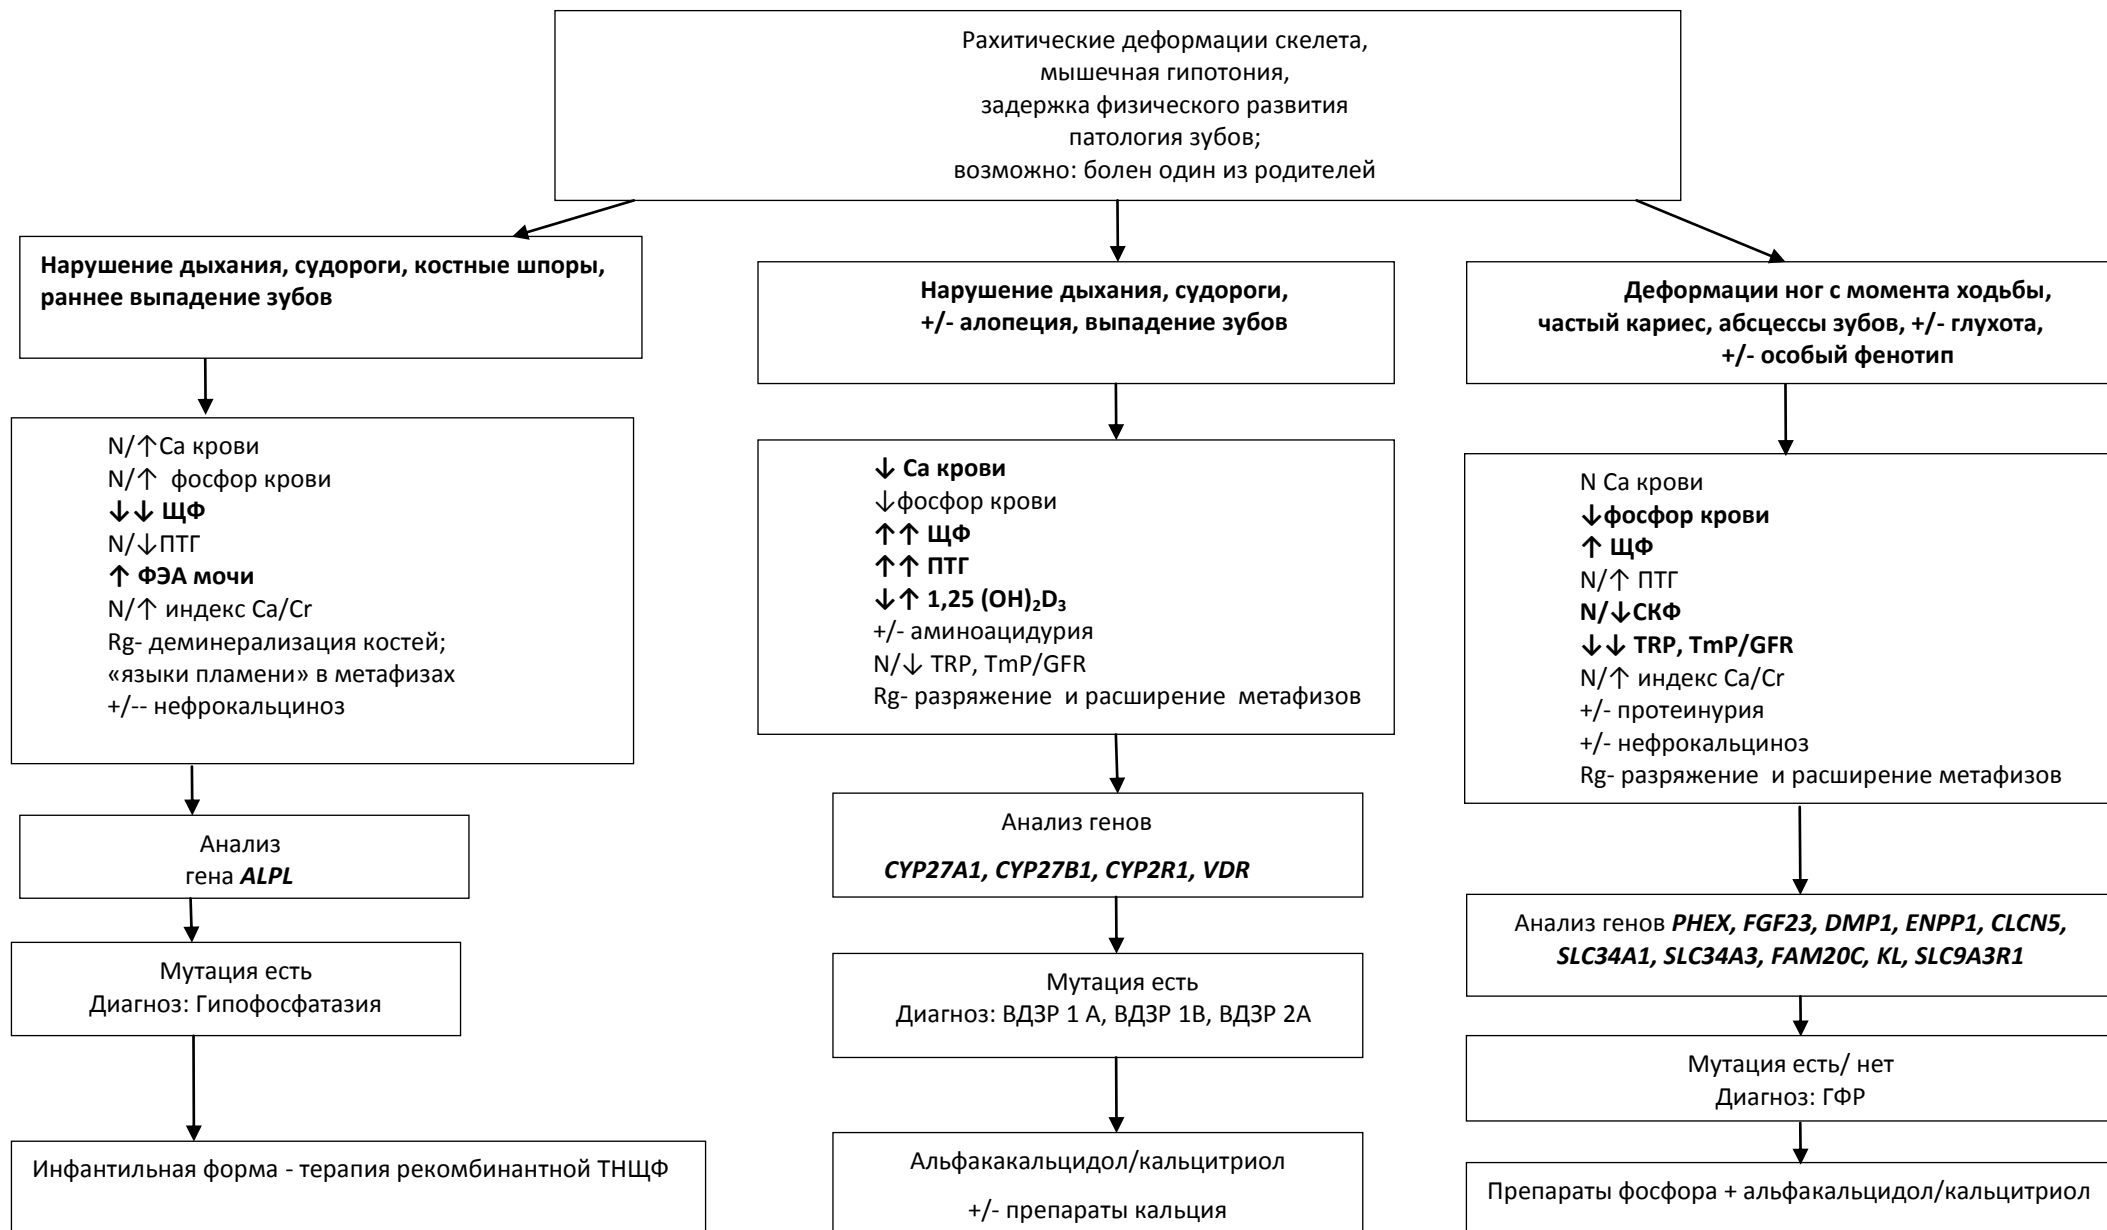 Рахитические деформации скелета,
мышечная гипотония,
задержка физического развития
патология зубов;
возможно: болен один из родителей
Нарушение дыхания, судороги, костные шпоры,
раннее выпадение зубов
Нарушение дыхания, судороги,
+/- алопеция, выпадение зубов
Деформации ног с момента ходьбы,
частый кариес, абсцессы зубов, +/- глухота,
+/- особый фенотип
N/↑Ca крови
N/↑ фосфор крови
↓↓ ЩФ
N/↓ПТГ
↑ ФЭА мочи
N/↑ индекс Ca/Cr
Rg- деминерализация костей;
«языки пламени» в метафизах
+/-- нефрокальциноз
↓ Ca крови
↓фосфор крови
↑↑ ЩФ
↑↑ ПТГ
↓↑ 1,25 (OH)₂D₃
+/- аминоацидурия
N/↓ TRP, TmP/GFR
Rg- разряжение и расширение метафизов
N Ca крови
↓фосфор крови
↑ ЩФ
N/↑ ПТГ
N/↓СКФ
↓↓ TRP, TmP/GFR
N/↑ индекс Ca/Cr
+/- протеинурия
+/- нефрокальциноз
Rg- разряжение и расширение метафизов
Анализ
гена ALPL
Анализ генов
CYP27A1, CYP27B1, CYP2R1, VDR
Анализ генов PHEX, FGF23, DMP1, ENPP1, CLCN5,
SLC34A1, SLC34A3, FAM20C, KL, SLC9A3R1
Мутация есть
Диагноз: Гипофосфатазия
Мутация есть
Диагноз: ВДЗР 1 А, ВДЗР 1В, ВДЗР 2А
Мутация есть/ нет
Диагноз: ГФР
Инфантильная форма - терапия рекомбинантной ТНЩФ
Альфакакальцидол/кальцитриол
+/- препараты кальция
Препараты фосфора + альфакальцидол/кальцитриол